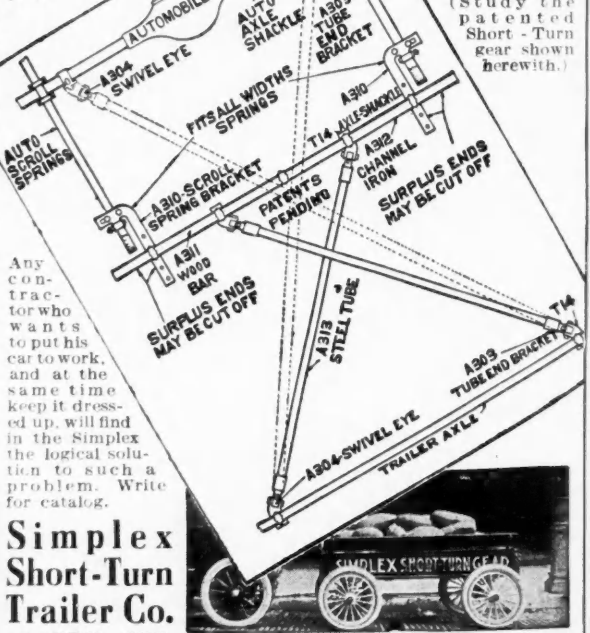 (Study the
patented
Short - Turn
gear shown
herewith.)
AUTOMOBILE
AUTO
AXLE
SHACKLE
A303
TUBE
END
BRACKET
A304
SWIVEL EYE
FITS ALL WIDTHS
SPRINGS
A310
AUTO
SCROLL
SPRINGS
T14 AXLE SHACKLE
A312
CHANNEL
IRON
SURPLUS ENDS
MAY BE CUT OFF
A310-SCROLL
SPRING BRACKET
PATENTS
PENDING
A311
WOOD
BAR
SURPLUS ENDS
MAY BE CUT OFF
A313
STEEL TUBE
T14
A303
TUBE END BRACKET
A304-SWIVEL EYE
TRAILER AXLE
Any
con-
trac-
tor who
wants
to put his
car to work,
and at the
same time
keep it dress-
ed up, will find
in the Simplex
the logical solu-
tion to such a
problem. Write
for catalog.
Simplex
Short-Turn
Trailer Co.
SIMPLEX SHORT TURN GEAR